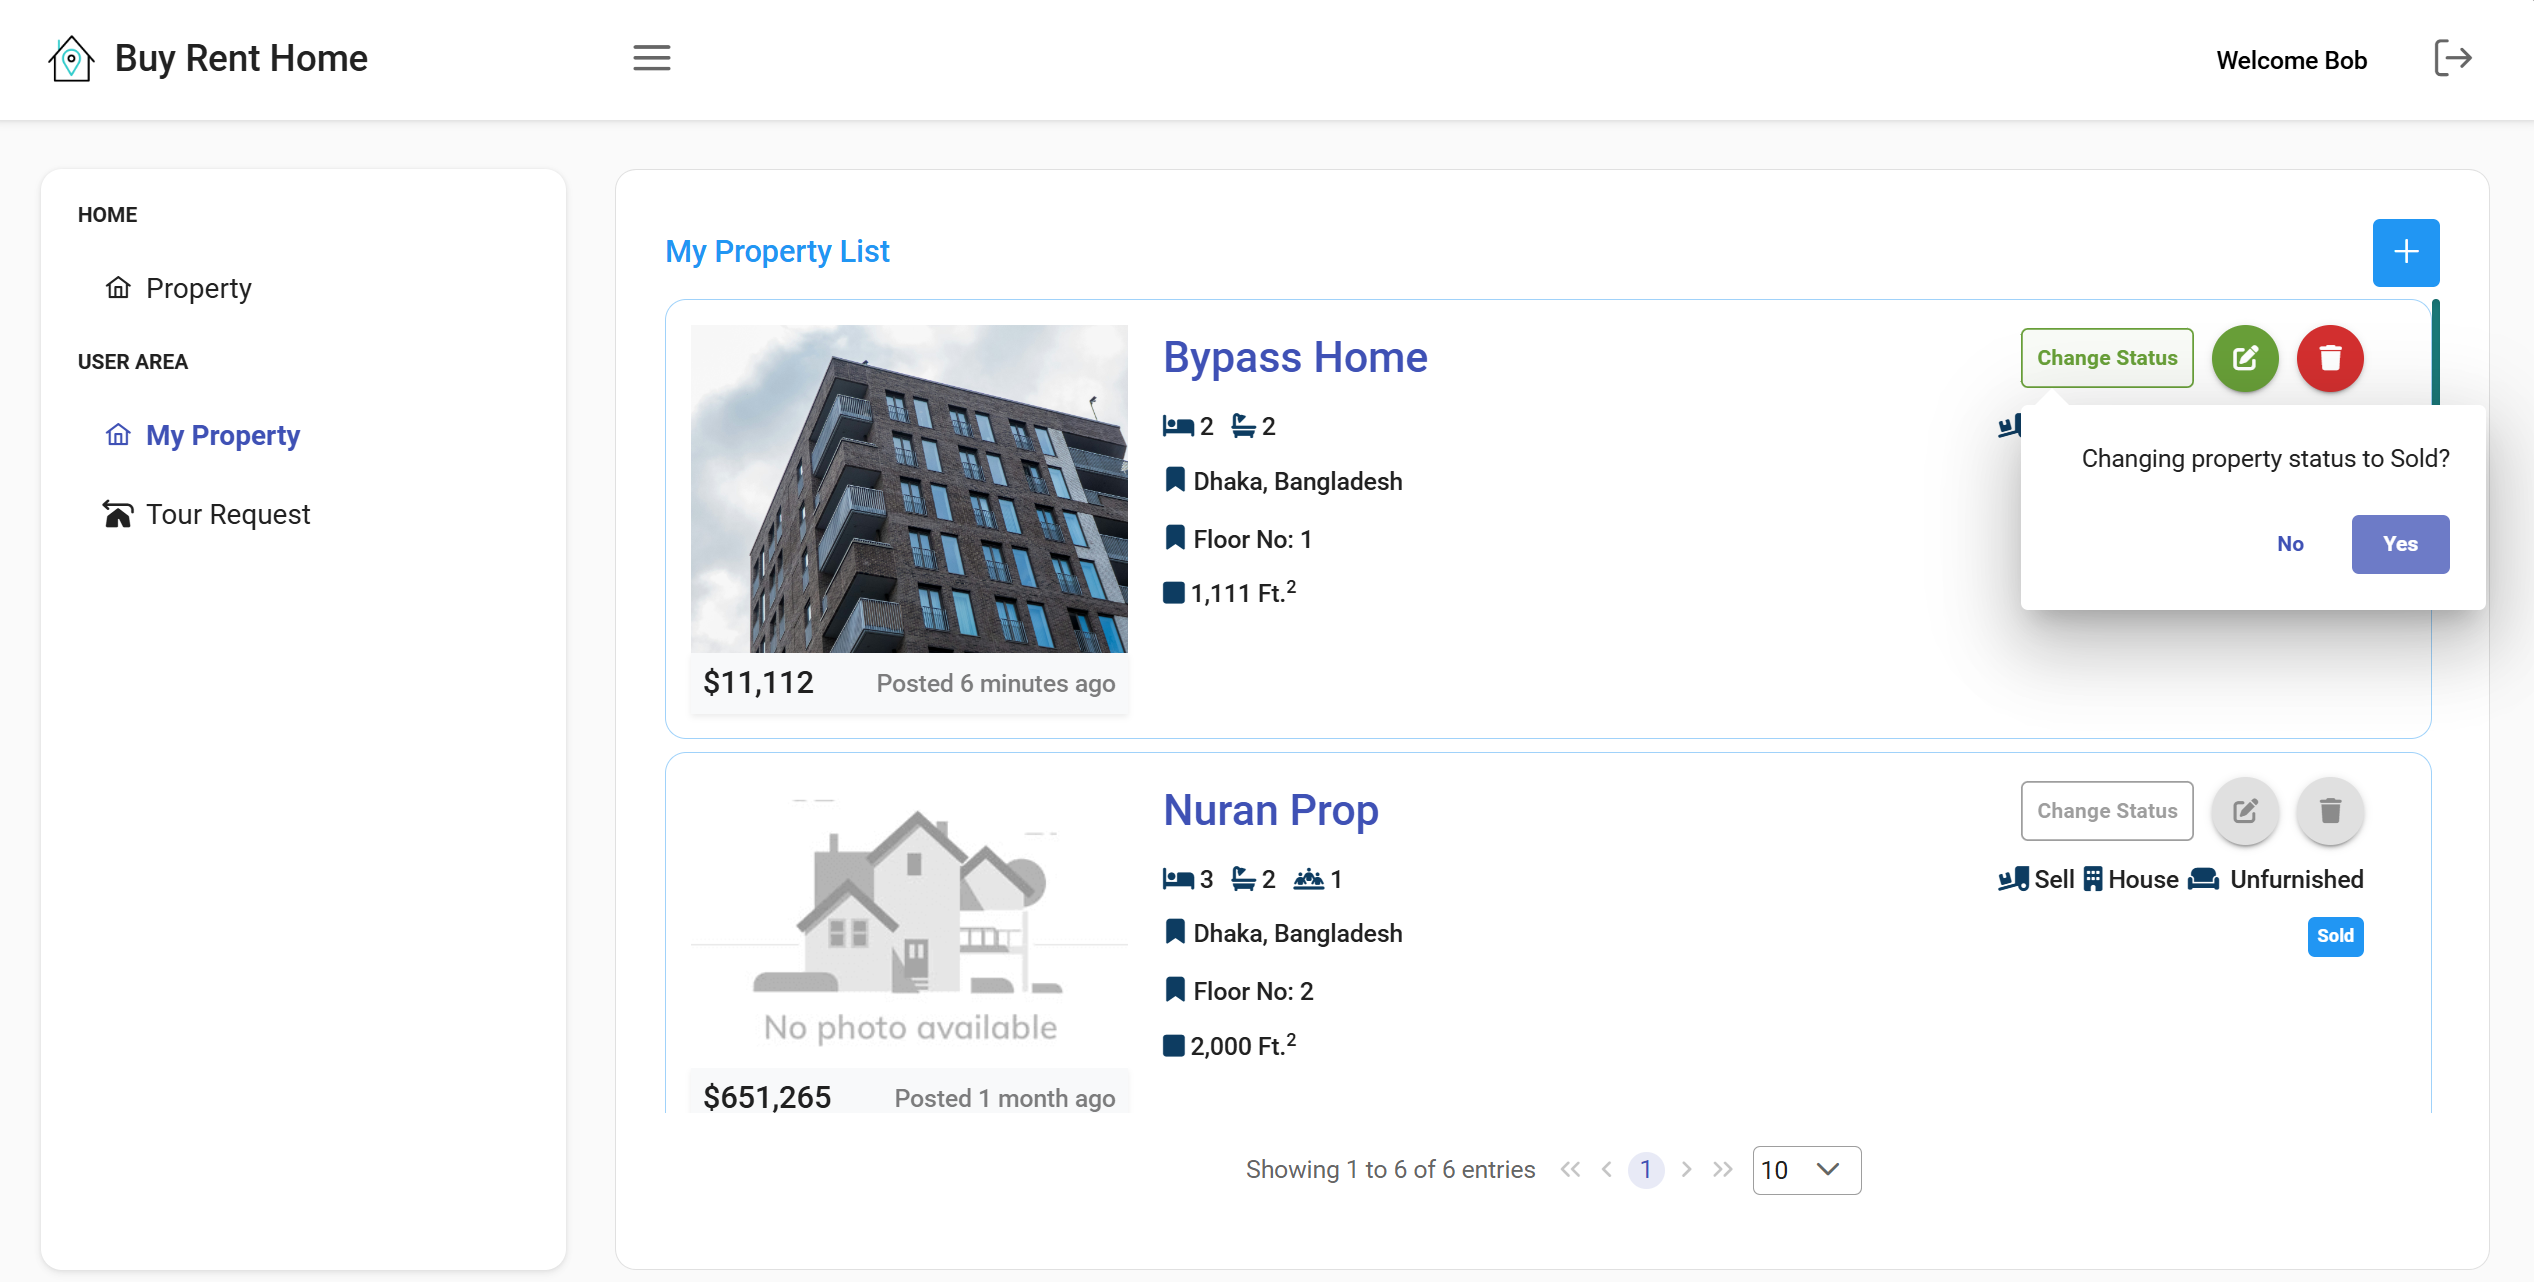 Buy Rent Home
Welcome Bob
HOME
Property
USER AREA
My Property
Tour Request
My Property List
Bypass Home
Change Status
2 2
Changing property status to Sold?
No Yes
Dhaka, Bangladesh
Floor No: 1
1,111 Ft.²
$11,112 Posted 6 minutes ago
Nuran Prop
Change Status
3 2 1
Sell House Unfurnished
Sold
Dhaka, Bangladesh
Floor No: 2
2,000 Ft.²
No photo available
$651,265 Posted 1 month ago
Showing 1 to 6 of 6 entries << < 1 > >> 10